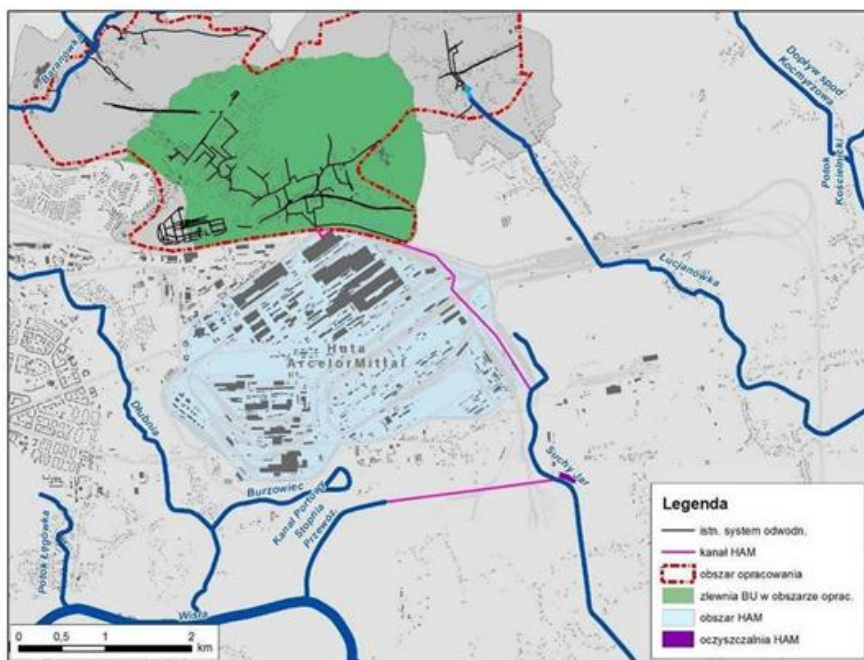 Baranówka
Dopływ spod
Kocmyrzowa
Potok
Kościelnicki
Łucjanówka
Huta
ArcelorMittal
Dłubnia
Suchy Jar
Burzowiec
Kanał Portowy
Stopnia
Przewóz.
Potok Łęgówka
Wisła
0 0,5 1 2
km
Legenda
istn. system odwodn.
kanał HAM
obszar opracowania
zlewnia BU w obszarze oprac.
obszar HAM
oczyszczalnia HAM